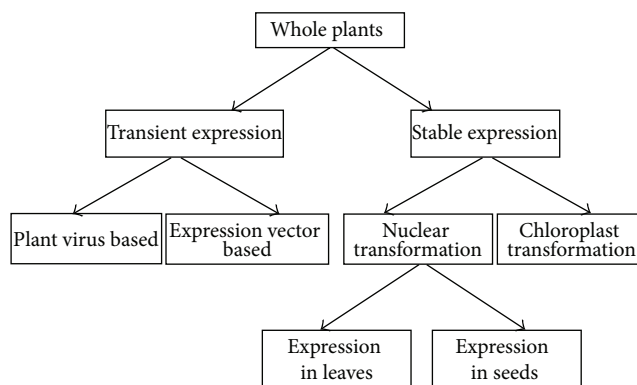 Whole plants
Transient expression
Stable expression
Plant virus based
Expression vector
based
Nuclear
transformation
Chloroplast
transformation
Expression
in leaves
Expression
in seeds